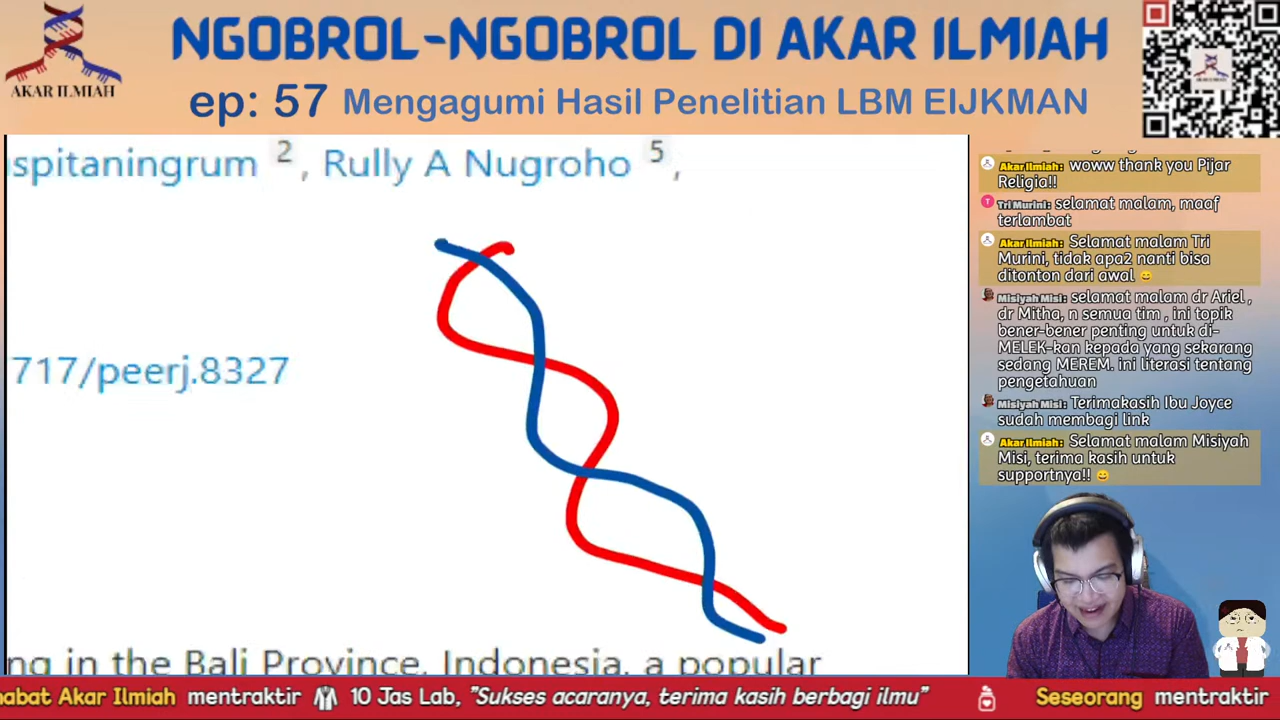 AKAR ILMIAH
NGOBROL-NGOBROL DI AKAR ILMIAH
ep: 57 Mengagumi Hasil Penelitian LBM EIJKMAN
spitaningrum 2, Rully A Nugroho 5,
717/peerj.8327
ng in the Bali Province, Indonesia, a popular
Akar Ilmiah: woww thank you Pijar
Religia!!
T Tri Murini: selamat malam, maaf
terlambat
Akar Ilmiah: Selamat malam Tri
Murini, tidak apa2 nanti bisa
ditonton dari awal 😄
Misiyah Misi: selamat malam dr Ariel ,
dr Mitha, n semua tim , ini topik
bener-bener penting untuk di-
MELEK-kan kepada yang sekarang
sedang MEREM. ini literasi tentang
pengetahuan
Misiyah Misi: Terimakasih Ibu Joyce
sudah membagi link
Akar Ilmiah: Selamat malam Misiyah
Misi, terima kasih untuk
supportnya!! 😄
habat Akar Ilmiah mentraktir 10 Jas Lab, "Sukses acaranya, terima kasih berbagi ilmu" Seseorang mentraktir